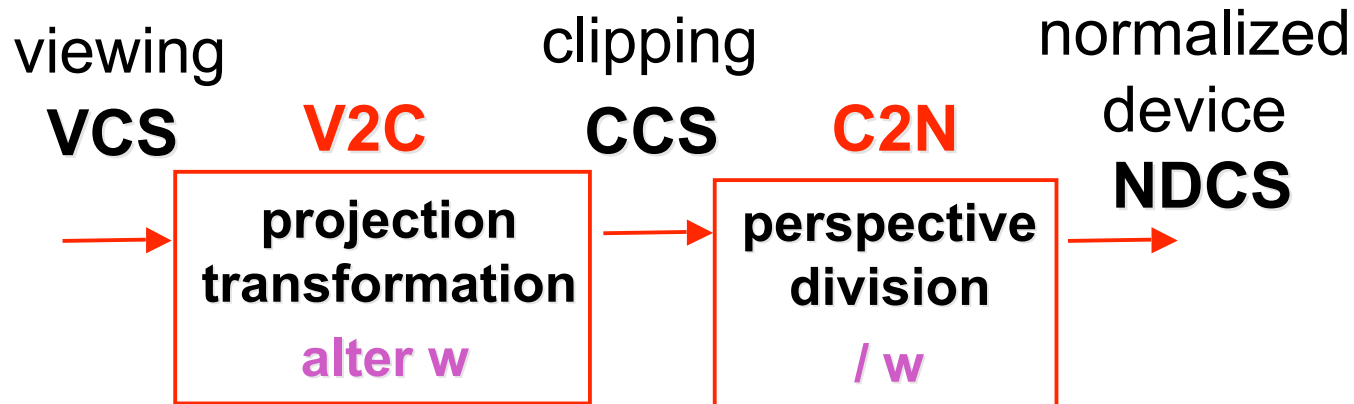 viewing
VCS
V2C
clipping
CCS
C2N
normalized
device
NDCS
projection
transformation
alter w
perspective
division
/ w